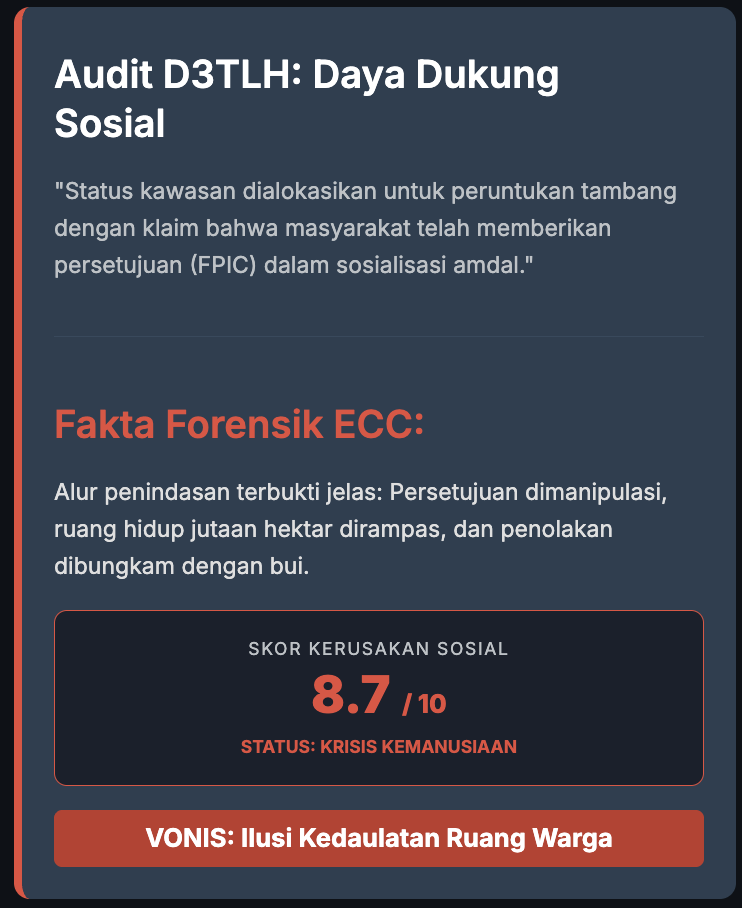 Audit D3TLH: Daya Dukung
Sosial
"Status kawasan dialokasikan untuk peruntukan tambang
dengan klaim bahwa masyarakat telah memberikan
persetujuan (FPIC) dalam sosialisasi amdal."
Fakta Forensik ECC:
Alur penindasan terbukti jelas: Persetujuan dimanipulasi,
ruang hidup jutaan hektar dirampas, dan penolakan
dibungkam dengan bui.
SKOR KERUSAKAN SOSIAL
8.7 / 10
STATUS: KRISIS KEMANUSIAAN
VONIS: Ilusi Kedaulatan Ruang Warga